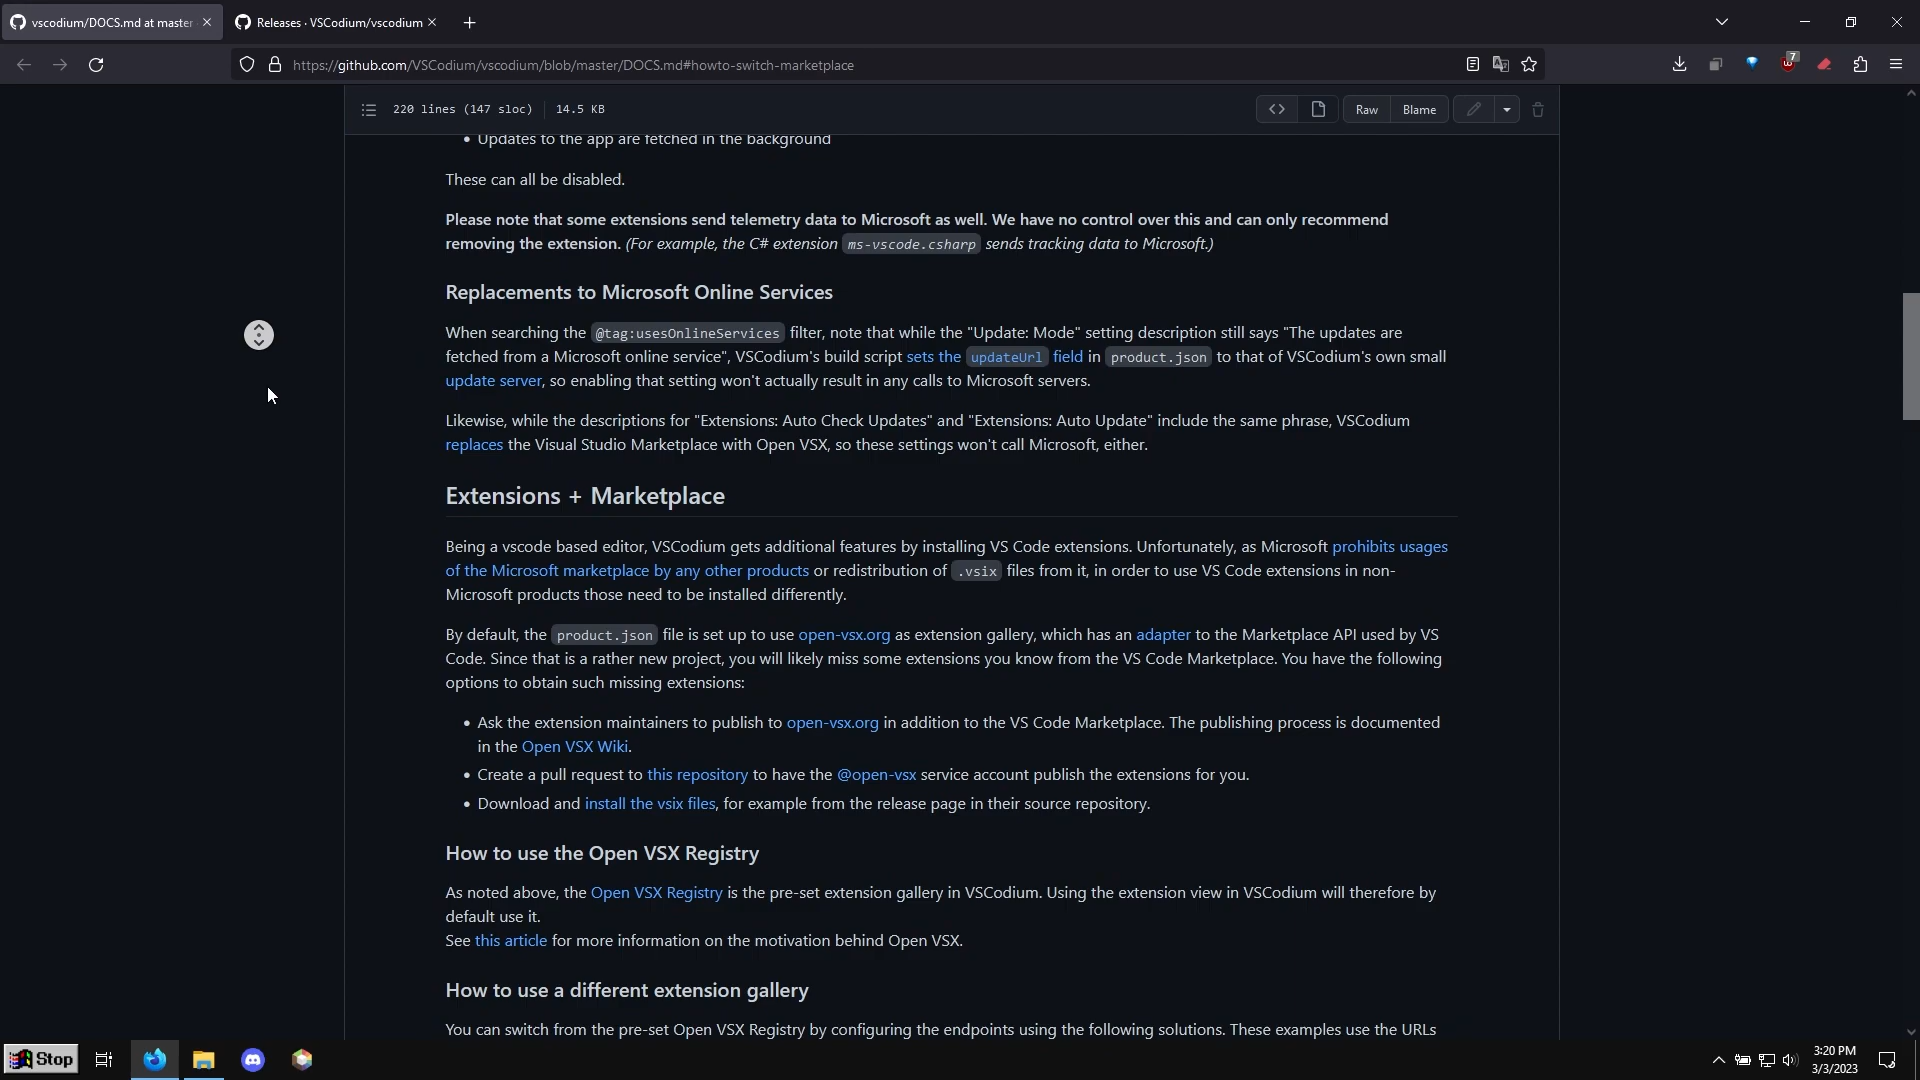 vscodium/DOCS.md at master
Releases · VSCodium/vscodium
https://github.com/VSCodium/vscodium/blob/master/DOCS.md#howto-switch-marketplace
7
220 lines (147 sloc)
14.5 KB
Raw
Blame
• Updates to the app are fetched in the background
These can all be disabled.
Please note that some extensions send telemetry data to Microsoft as well. We have no control over this and can only recommend
removing the extension. (For example, the C# extension ms-vscode.csharp sends tracking data to Microsoft.)
Replacements to Microsoft Online Services
When searching the @tag:usesOnlineServices filter, note that while the "Update: Mode" setting description still says "The updates are
fetched from a Microsoft online service", VSCodium's build script sets the updateUrl field in product.json to that of VSCodium's own small
update server, so enabling that setting won't actually result in any calls to Microsoft servers.
Likewise, while the descriptions for "Extensions: Auto Check Updates" and "Extensions: Auto Update" include the same phrase, VSCodium
replaces the Visual Studio Marketplace with Open VSX, so these settings won't call Microsoft, either.
Extensions + Marketplace
Being a vscode based editor, VSCodium gets additional features by installing VS Code extensions. Unfortunately, as Microsoft prohibits usages
of the Microsoft marketplace by any other products or redistribution of .vsix files from it, in order to use VS Code extensions in non-
Microsoft products those need to be installed differently.
By default, the product.json file is set up to use open-vsx.org as extension gallery, which has an adapter to the Marketplace API used by VS
Code. Since that is a rather new project, you will likely miss some extensions you know from the VS Code Marketplace. You have the following
options to obtain such missing extensions:
• Ask the extension maintainers to publish to open-vsx.org in addition to the VS Code Marketplace. The publishing process is documented
in the Open VSX Wiki.
• Create a pull request to this repository to have the @open-vsx service account publish the extensions for you.
• Download and install the vsix files, for example from the release page in their source repository.
How to use the Open VSX Registry
As noted above, the Open VSX Registry is the pre-set extension gallery in VSCodium. Using the extension view in VSCodium will therefore by
default use it.
See this article for more information on the motivation behind Open VSX.
How to use a different extension gallery
You can switch from the pre-set Open VSX Registry by configuring the endpoints using the following solutions. These examples use the URLs
Stop
3:20 PM
3/3/2023